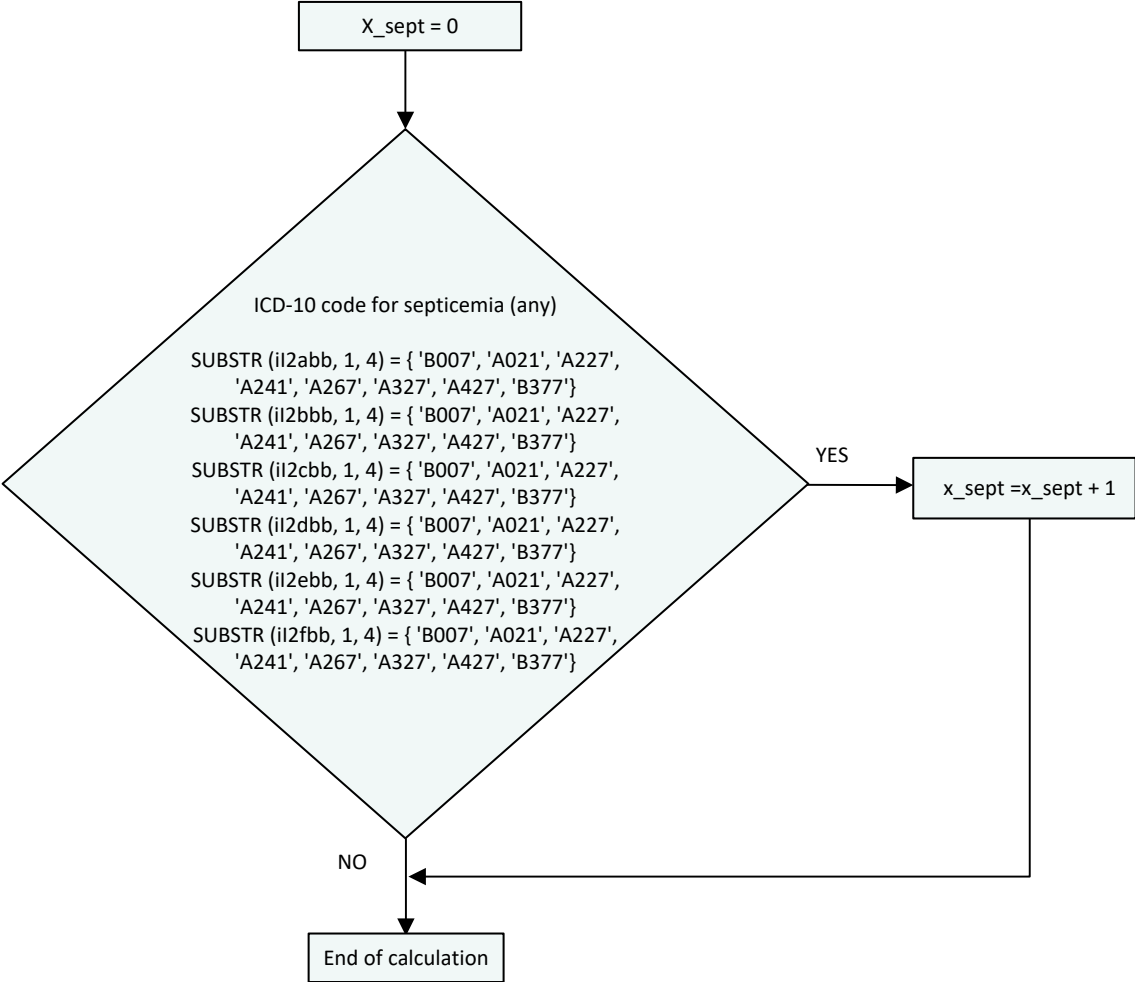 X_sept = 0
ICD-10 code for septicemia (any)
SUBSTR (iI2abb, 1, 4) = { 'B007', 'A021', 'A227',
'A241', 'A267', 'A327', 'A427', 'B377'}
SUBSTR (iI2bbb, 1, 4) = { 'B007', 'A021', 'A227',
'A241', 'A267', 'A327', 'A427', 'B377'}
SUBSTR (iI2cbb, 1, 4) = { 'B007', 'A021', 'A227',
'A241', 'A267', 'A327', 'A427', 'B377'}
SUBSTR (iI2dbb, 1, 4) = { 'B007', 'A021', 'A227',
'A241', 'A267', 'A327', 'A427', 'B377'}
SUBSTR (iI2ebb, 1, 4) = { 'B007', 'A021', 'A227',
'A241', 'A267', 'A327', 'A427', 'B377'}
SUBSTR (iI2fbb, 1, 4) = { 'B007', 'A021', 'A227',
'A241', 'A267', 'A327', 'A427', 'B377'}
YES
x_sept =x_sept + 1
NO
End of calculation